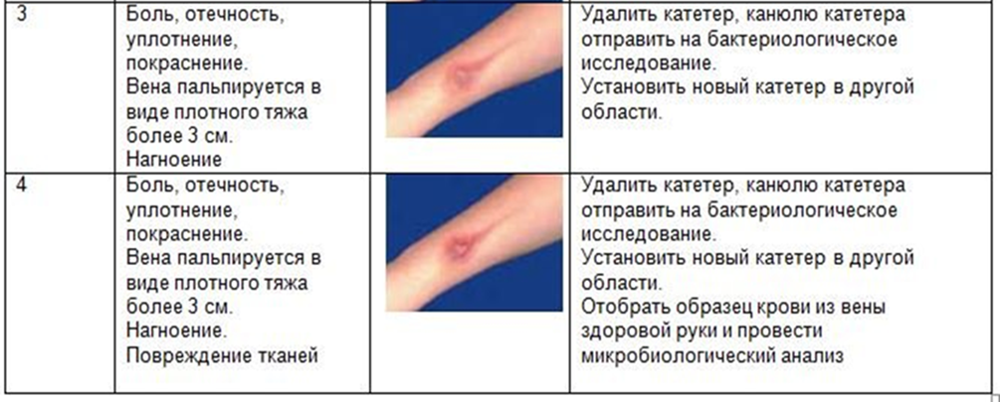 3
Боль, отечность,
уплотнение,
покраснение.
Вена пальпируется в
виде плотного тяжа
более 3 см.
Нагноение
Удалить катетер, канюлю катетера
отправить на бактериологическое
исследование.
Установить новый катетер в другой
области.
4
Боль, отечность,
уплотнение,
покраснение.
Вена пальпируется в
виде плотного тяжа
более 3 см.
Нагноение.
Повреждение тканей
Удалить катетер, канюлю катетера
отправить на бактериологическое
исследование.
Установить новый катетер в другой
области.
Отобрать образец крови из вены
здоровой руки и провести
микробиологический анализ